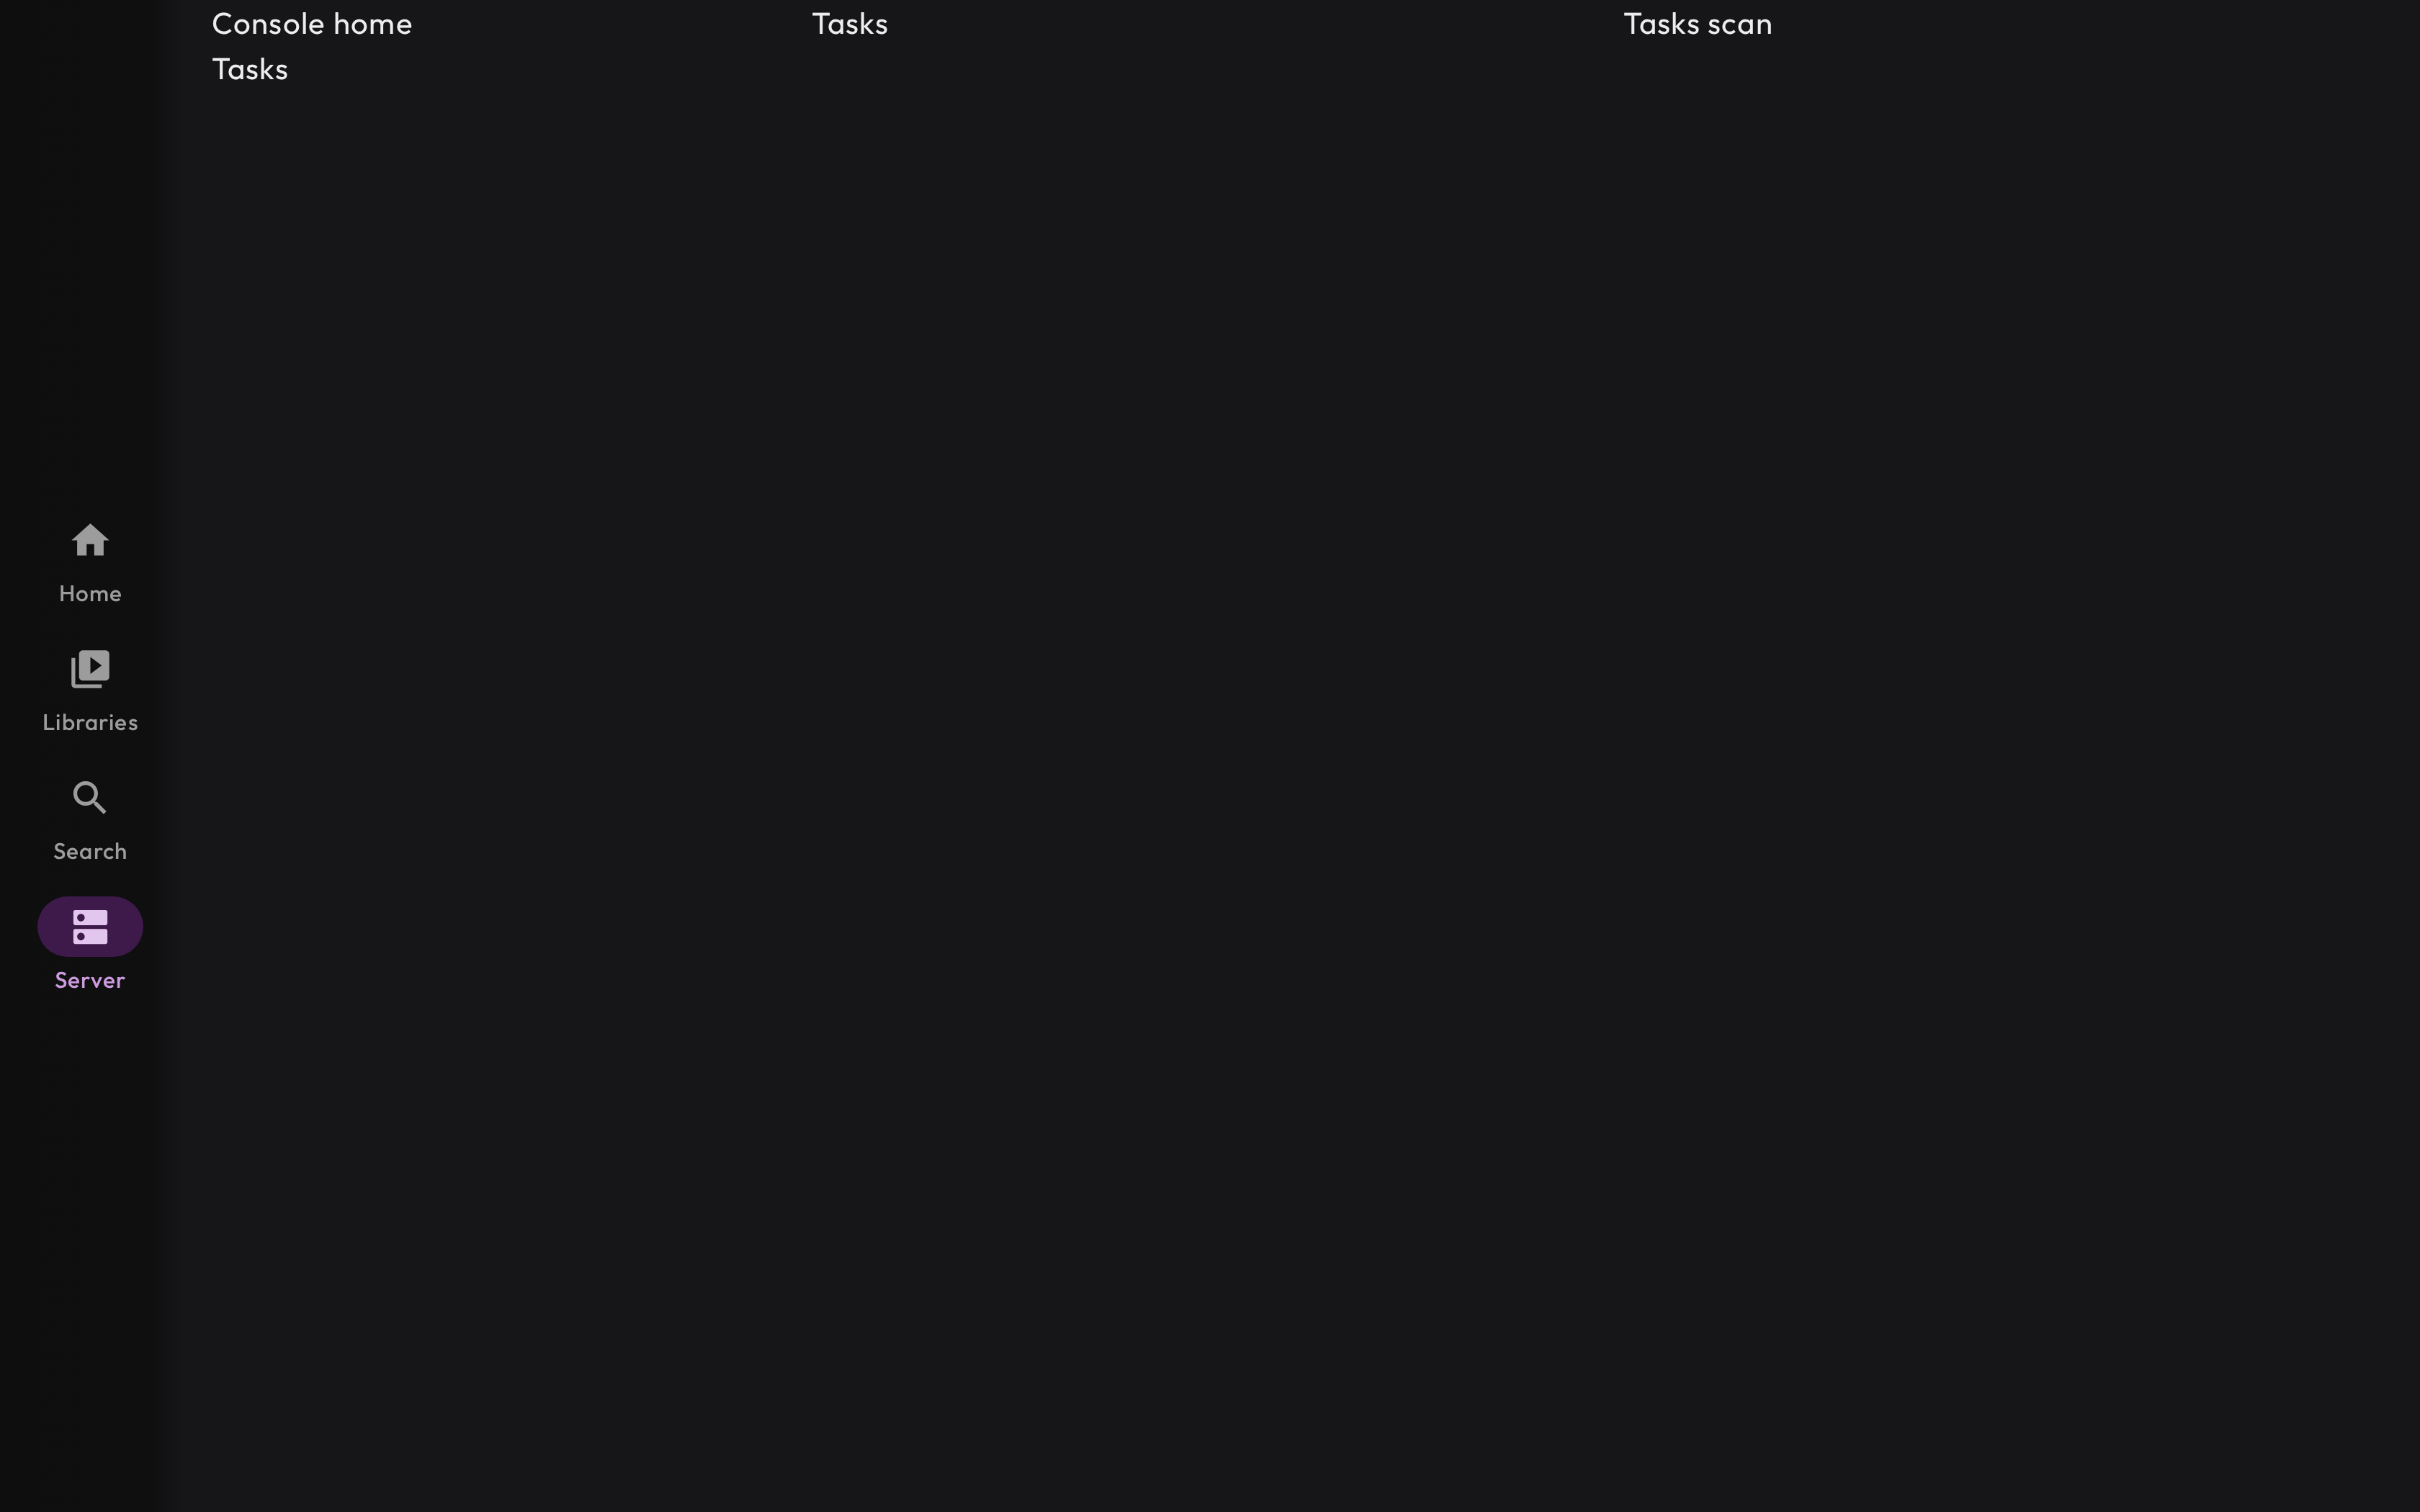 Console home
Tasks
Tasks
Tasks scan
Home
Libraries
Search
Server